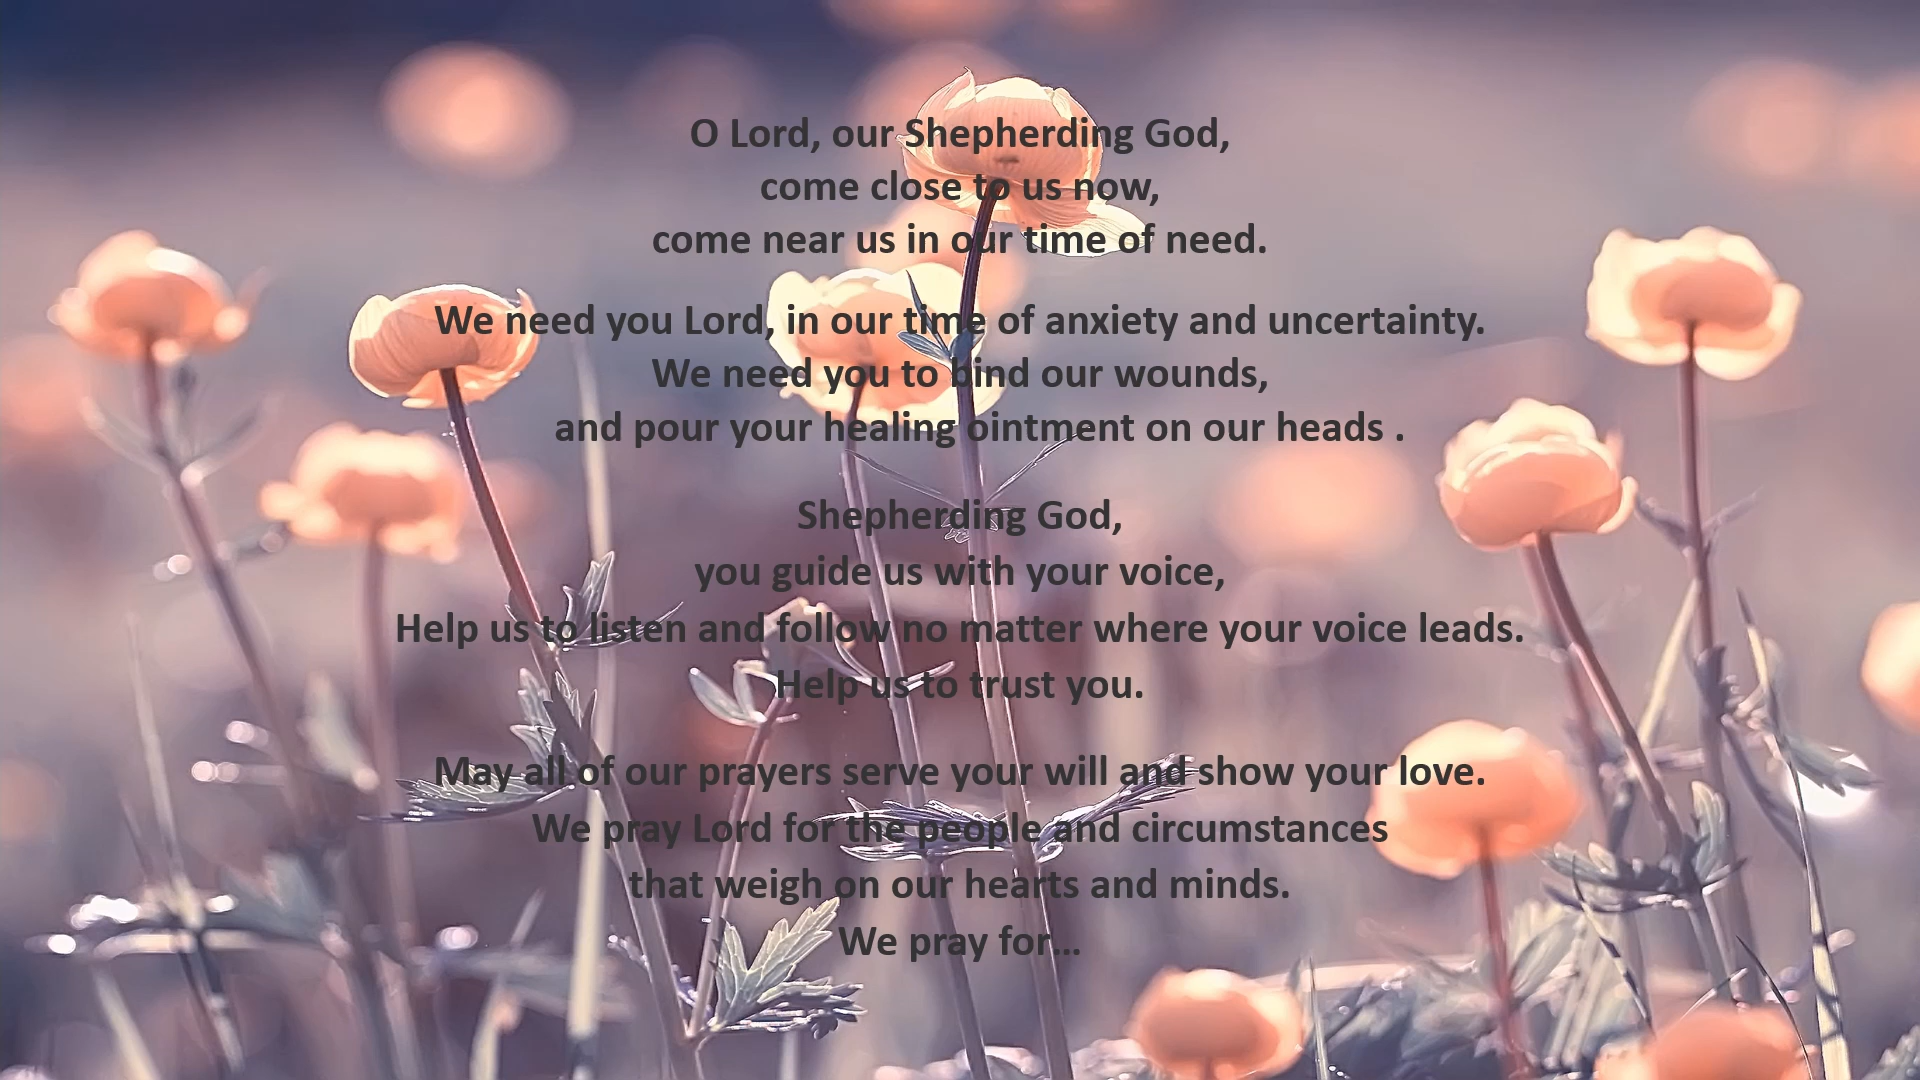 O Lord, our Shepherding God,
come close to us now,
come near us in our time of need.
We need you Lord, in our time of anxiety and uncertainty.
We need you to bind our wounds,
and pour your healing ointment on our heads .
Shepherding God,
you guide us with your voice,
Help us to listen and follow no matter where your voice leads.
Help us to trust you.
May all of our prayers serve your will and show your love.
We pray Lord for the people and circumstances
that weigh on our hearts and minds.
We pray for…